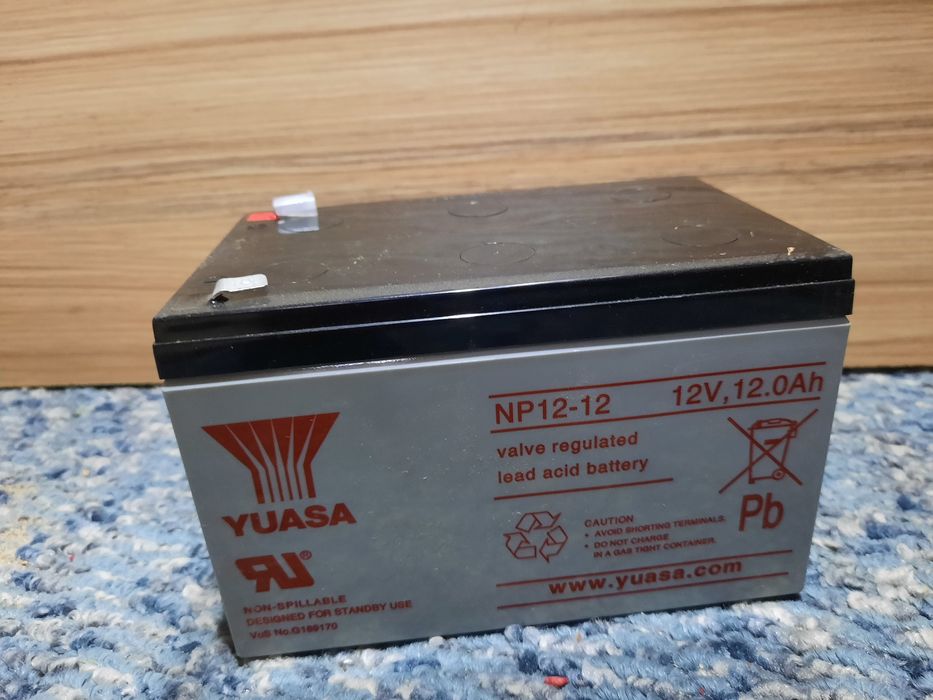 YUASA
NON-SPILLABLE
DESIGNED FOR STANDBY USE
VdS No.G189170
NP12-12 12V,12.0Ah
valve regulated
lead acid battery
Pb
CAUTION
• AVOID SHORTING TERMINALS.
• DO NOT CHARGE
IN A GAS TIGHT CONTAINER.
www.yuasa.com